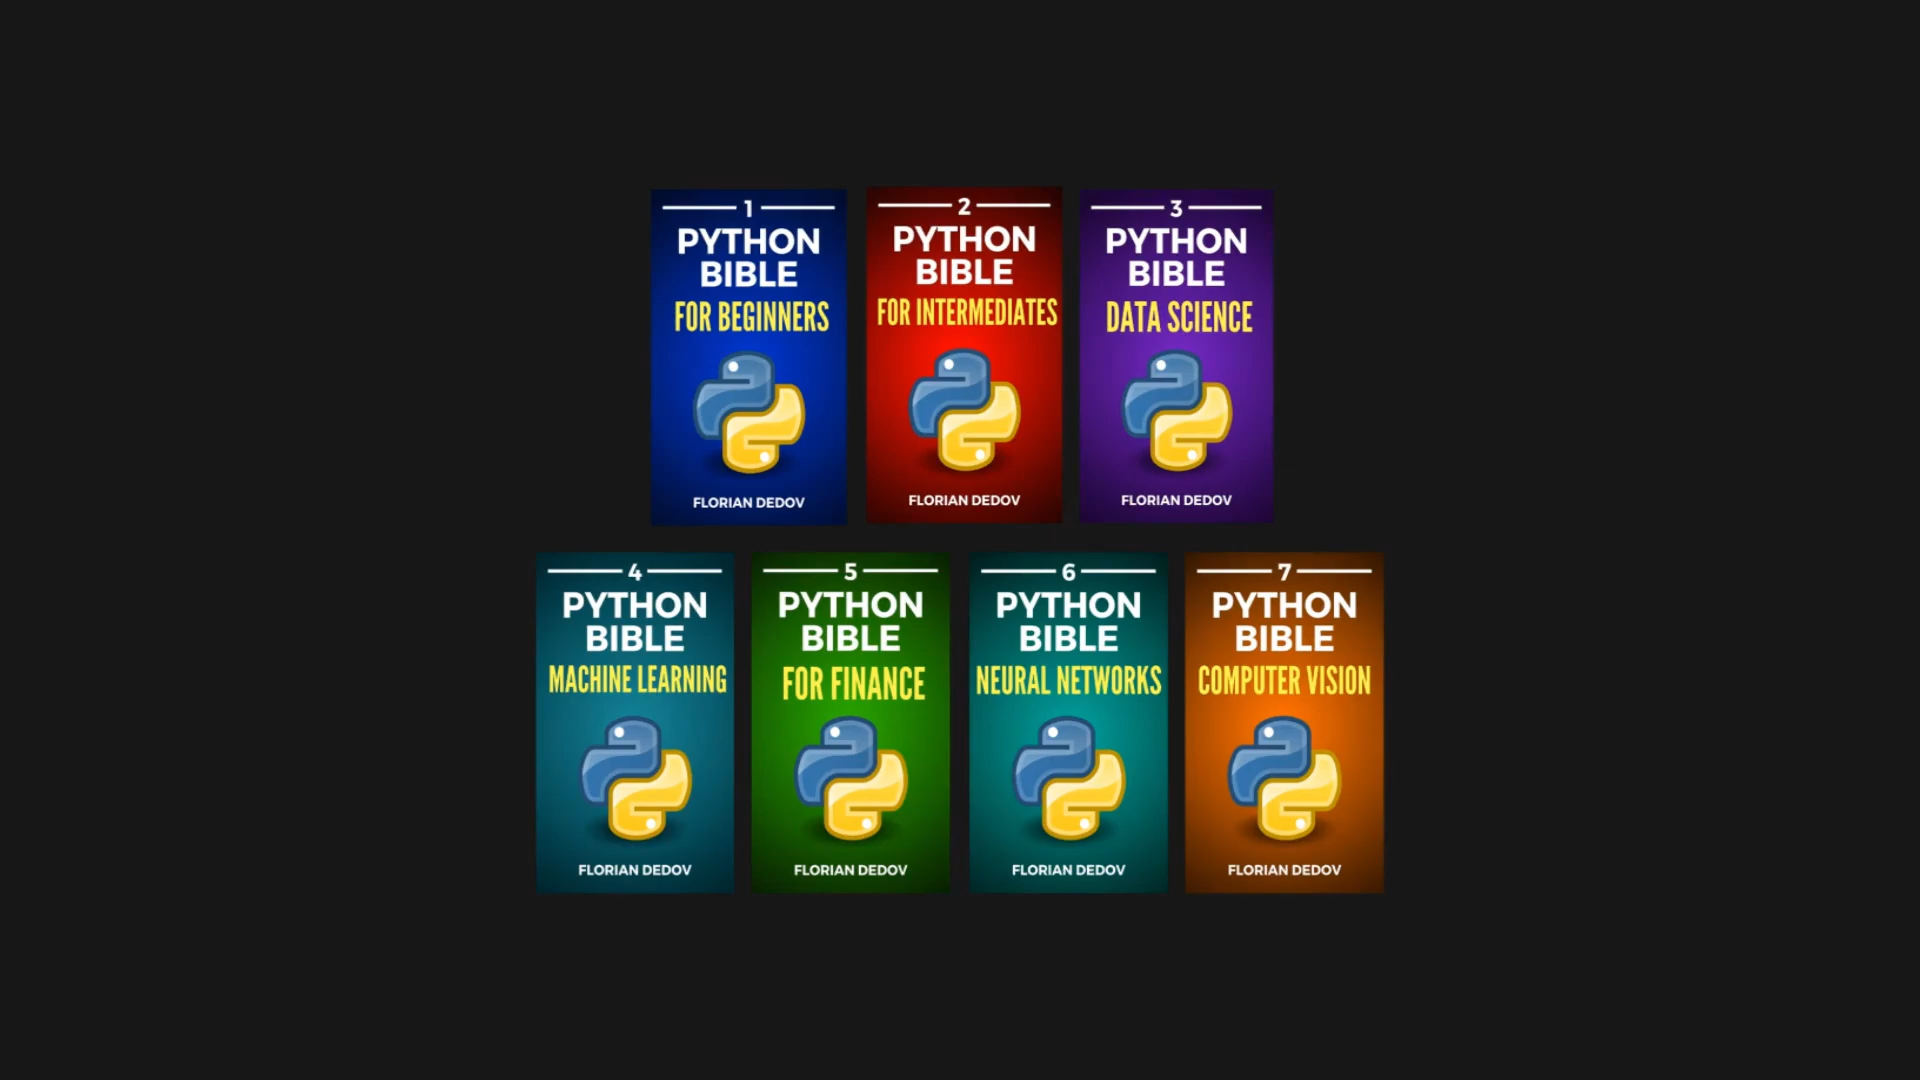 1
PYTHON
BIBLE
FOR BEGINNERS
FLORIAN DEDOV
2
PYTHON
BIBLE
FOR INTERMEDIATES
FLORIAN DEDOV
3
PYTHON
BIBLE
DATA SCIENCE
FLORIAN DEDOV
4
PYTHON
BIBLE
MACHINE LEARNING
FLORIAN DEDOV
5
PYTHON
BIBLE
FOR FINANCE
FLORIAN DEDOV
6
PYTHON
BIBLE
NEURAL NETWORKS
FLORIAN DEDOV
7
PYTHON
BIBLE
COMPUTER VISION
FLORIAN DEDOV